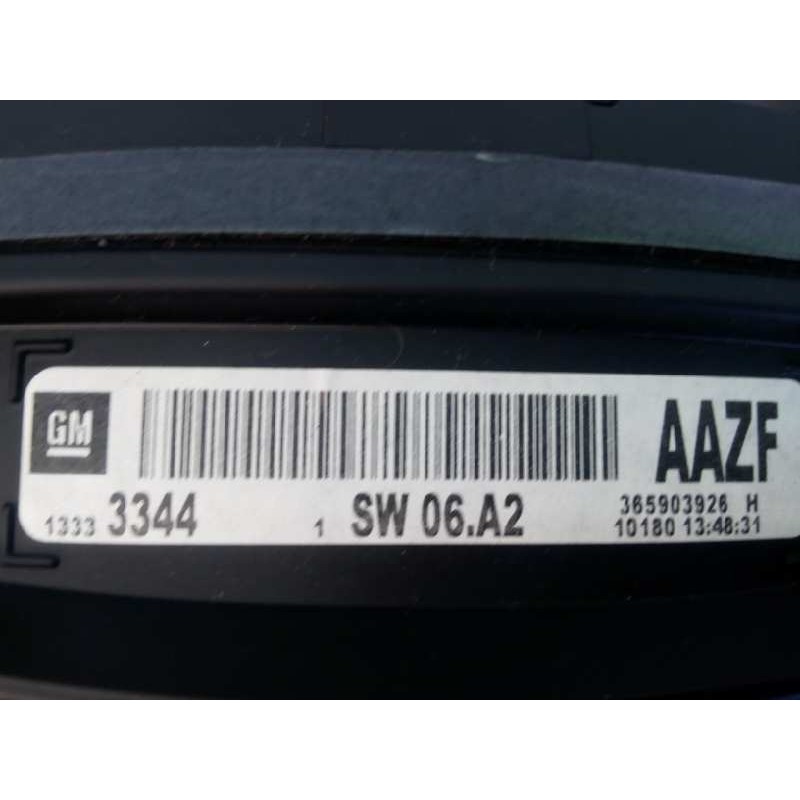 GM
AAZF
1333 3344 1 SW 06.A2
365903926 H
10180 13:48:31